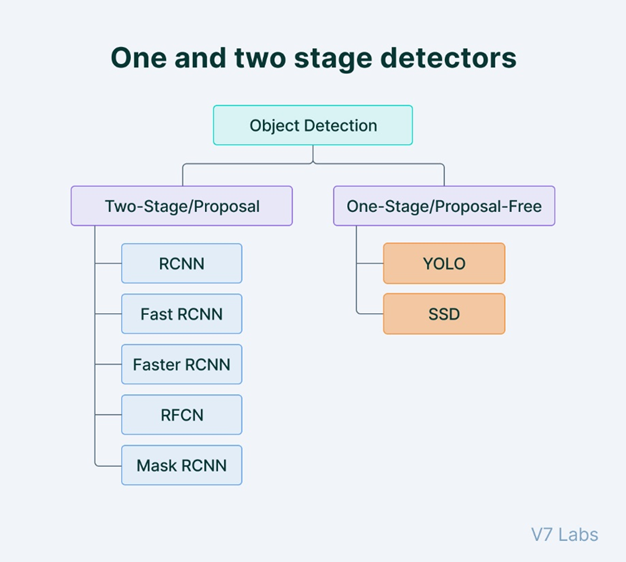 One and two stage detectors
Object Detection
Two-Stage/Proposal
RCNN
Fast RCNN
Faster RCNN
RFCN
Mask RCNN
One-Stage/Proposal-Free
YOLO
SSD
V7 Labs